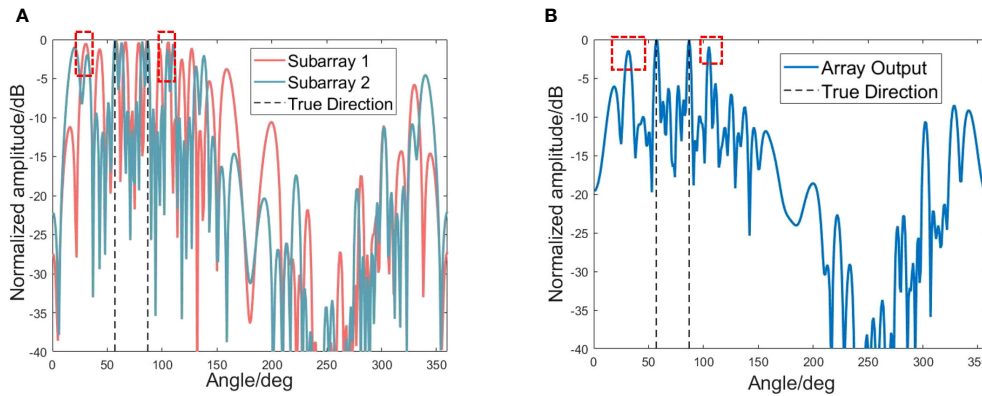 A
Normalized amplitude/dB
0
-5
-10
-15
-20
-25
-30
-35
-40
Subarray 1
Subarray 2
True Direction
0 50 100 150 200 250 300 350
Angle/deg
B
Normalized amplitude/dB
0
-5
-10
-15
-20
-25
-30
-35
-40
Array Output
True Direction
0 50 100 150 200 250 300 350
Angle/deg